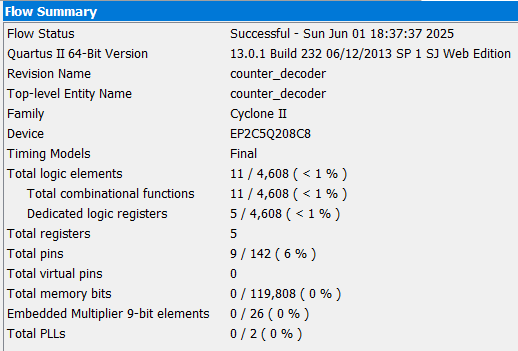 Flow Summary
Flow Status Successful - Sun Jun 01 18:37:37 2025
Quartus II 64-Bit Version 13.0.1 Build 232 06/12/2013 SP 1 SJ Web Edition
Revision Name counter_decoder
Top-level Entity Name counter_decoder
Family Cyclone II
Device EP2C5Q208C8
Timing Models Final
Total logic elements 11 / 4,608 ( < 1 % )
Total combinational functions 11 / 4,608 ( < 1 % )
Dedicated logic registers 5 / 4,608 ( < 1 % )
Total registers 5
Total pins 9 / 142 ( 6 % )
Total virtual pins 0
Total memory bits 0 / 119,808 ( 0 % )
Embedded Multiplier 9-bit elements 0 / 26 ( 0 % )
Total PLLs 0 / 2 ( 0 % )